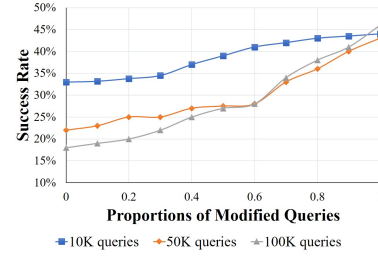 50%
45%
40%
35%
30%
25%
20%
15%
10%
Success Rate
0 0.2 0.4 0.6 0.8
Proportions of Modified Queries
10K queries 50K queries 100K queries